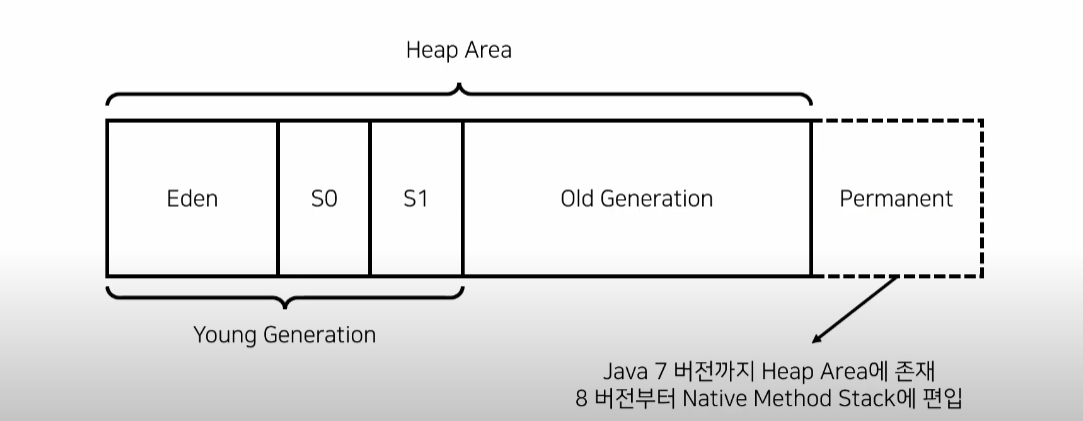 Heap Area
Eden
S0
S1
Old Generation
Permanent
Young Generation
Java 7 버전까지 Heap Area에 존재
8 버전부터 Native Method Stack에 편입